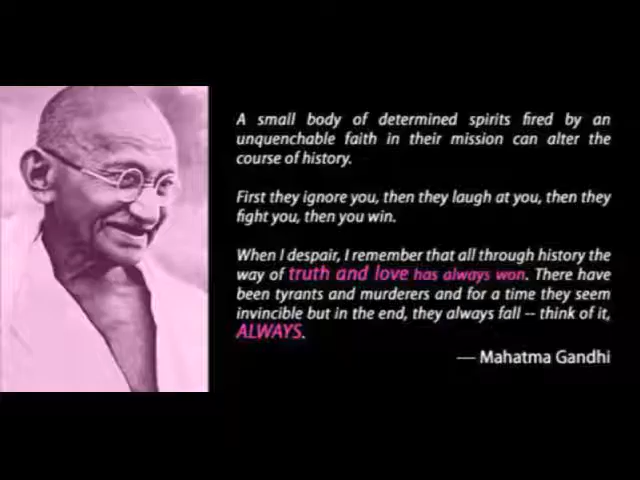 A small body of determined spirits fired by an
unquenchable faith in their mission can alter the
course of history.
First they ignore you, then they laugh at you, then they
fight you, then you win.
When I despair, I remember that all through history the
way of truth and love has always won. There have
been tyrants and murderers and for a time they seem
invincible but in the end, they always fall -- think of it,
ALWAYS.
— Mahatma Gandhi